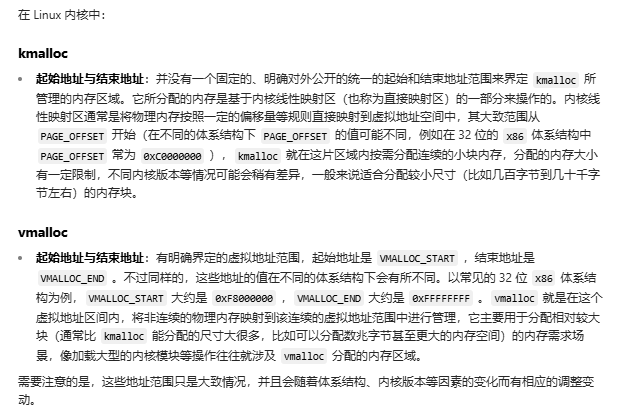 在 Linux 内核中：
kmalloc
起始地址与结束地址：并没有一个固定的、明确对外公开的统一的起始和结束地址范围来界定 kmalloc 所
管理的内存区域。它所分配的内存是基于内核线性映射区（也称为直接映射区）的一部分来操作的。内核线
性映射区通常是将物理内存按照一定的偏移量等规则直接映射到虚拟地址空间中，其大致范围从
PAGE_OFFSET 开始（在不同的体系结构下 PAGE_OFFSET 的值可能不同，例如在 32 位的 x86 体系结构中
PAGE_OFFSET 常为 0xC0000000 ），kmalloc 就在这片区域内按需分配连续的小块内存，分配的内存大小
有一定限制，不同内核版本等情况可能会稍有差异，一般来说适合分配较小尺寸（比如几百字节到几十千字
节左右）的内存块。
vmalloc
起始地址与结束地址：有明确界定的虚拟地址范围，起始地址是 VMALLOC_START ，结束地址是
VMALLOC_END 。不过同样的，这些地址的值在不同的体系结构下会有所不同。以常见的 32 位 x86 体系结
构为例，VMALLOC_START 大约是 0xF8000000 ，VMALLOC_END 大约是 0xFFFFFFFF 。vmalloc 就是在这个
虚拟地址区间内，将非连续的物理内存映射到该连续的虚拟地址范围中进行管理，它主要用于分配相对较大
块（通常比 kmalloc 能分配的尺寸大很多，比如可以分配数兆字节甚至更大的内存空间）的内存需求场
景，像加载大型的内核模块等操作往往就涉及 vmalloc 分配的内存区域。
需要注意的是，这些地址范围只是大致情况，并且会随着体系结构、内核版本等因素的变化而有相应的调整变
动。